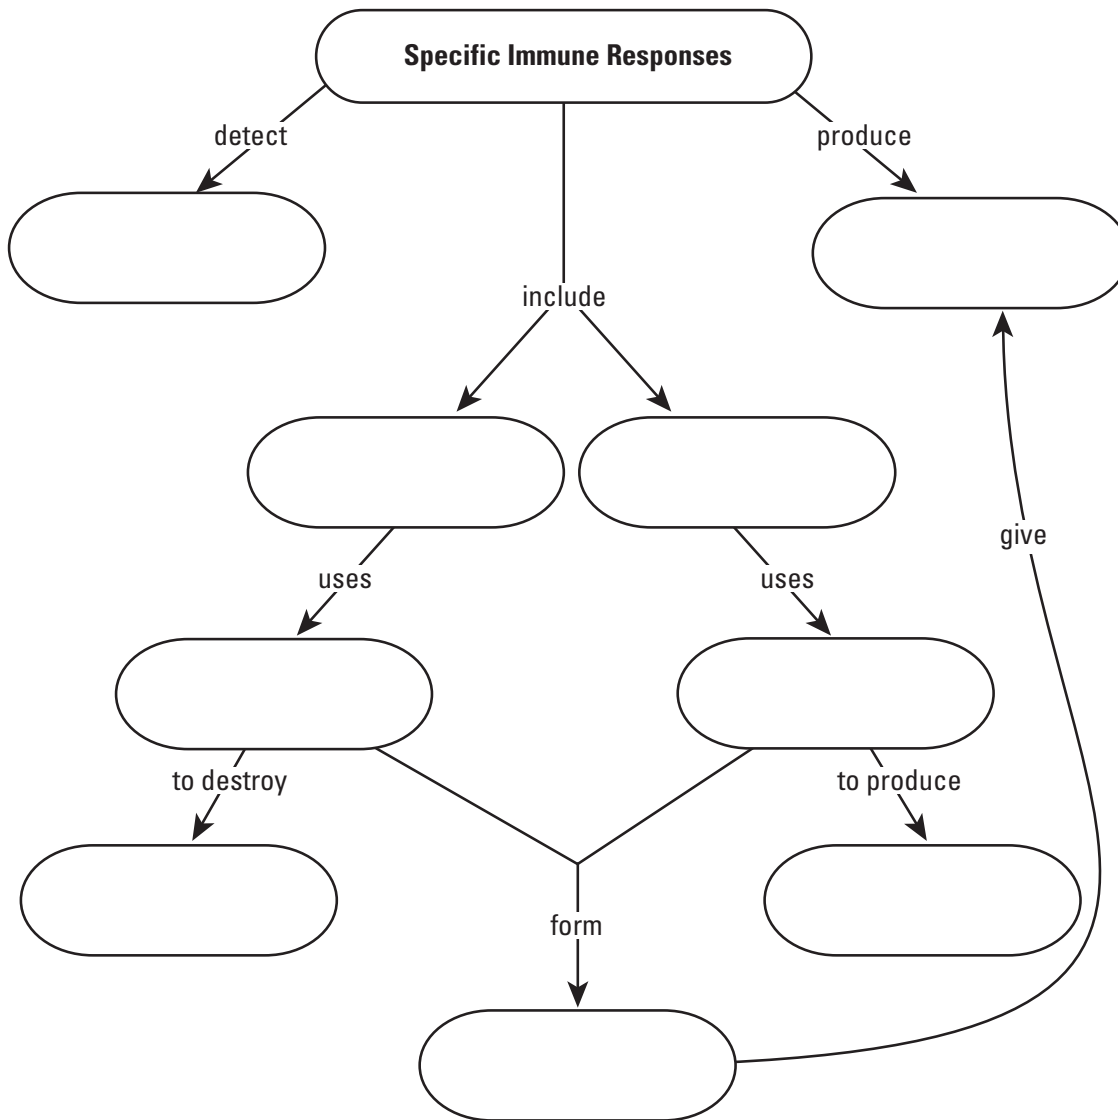 Specific Immune Responses
detect
produce
include
give
uses
uses
to destroy
to produce
form